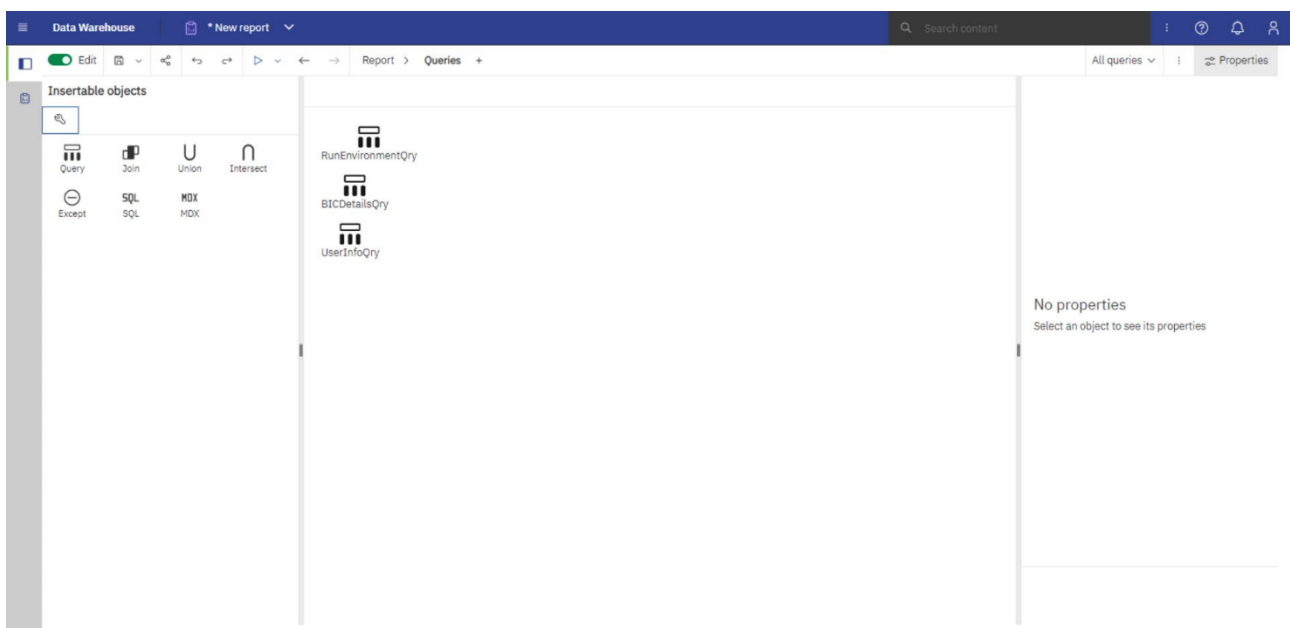 Data Warehouse * New report Search content
Edit Report > Queries + All queries Properties
Insertable objects
Query Join Union Intersect
SQL MDX
Except SQL MDX
RunEnvironmentQry
BICDetailsQry
UserInfoQry
No properties
Select an object to see its properties